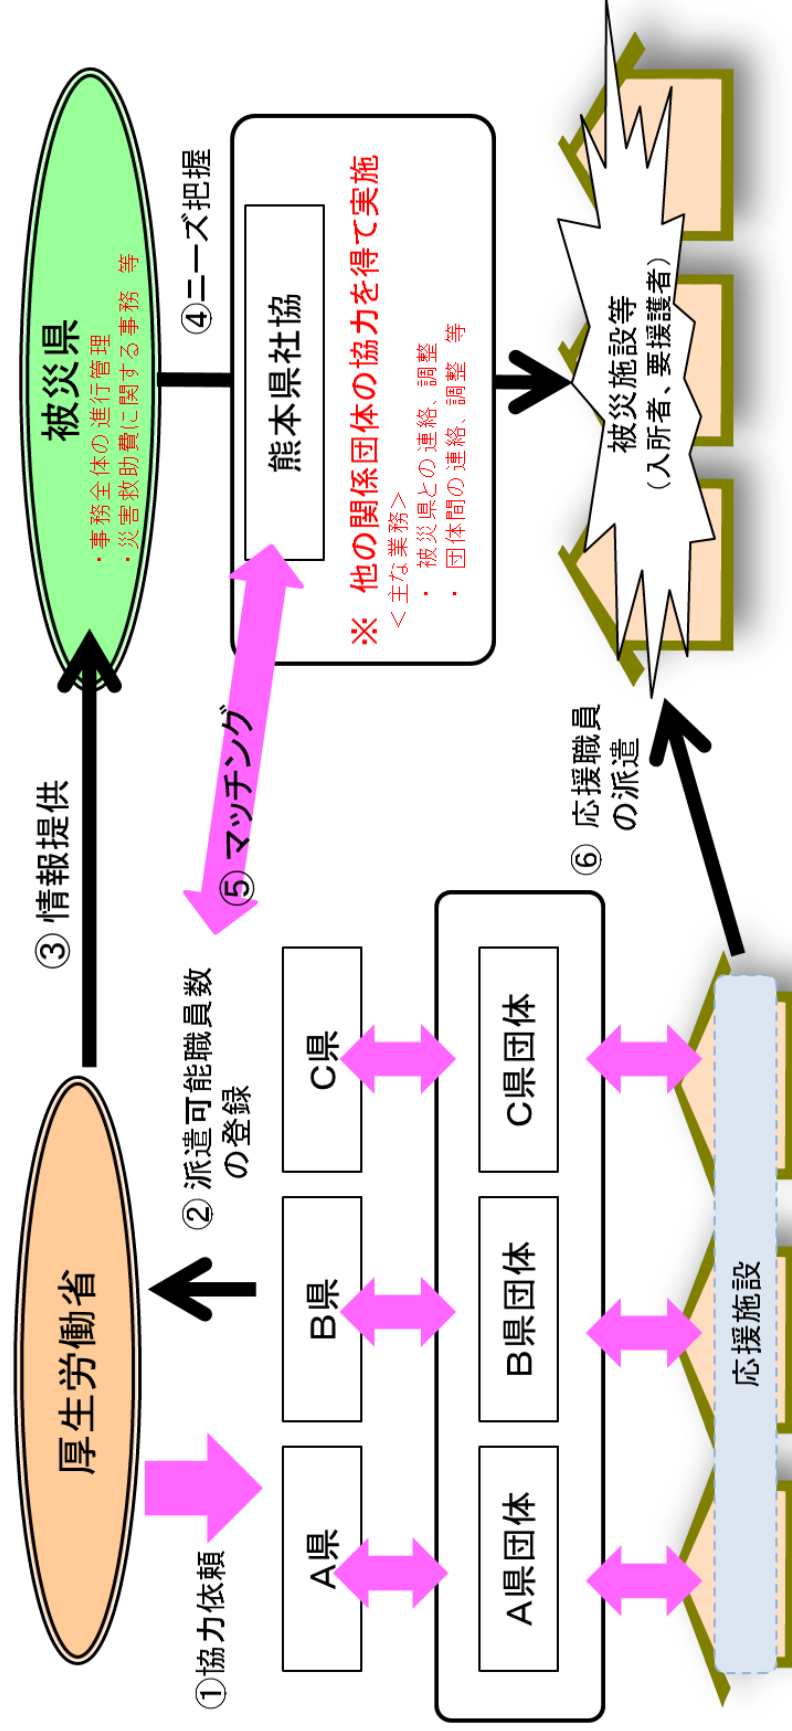 厚生労働省
被災県
・事務全体の進行管理
・災害救助費に関する事務 等
③ 情報提供
①協力依頼
② 派遣可能職員数
の登録
④ニーズ把握
⑤ マッチング
熊本県社協
※ 他の関係団体の協力を得て実施
＜主な業務＞
・ 被災県との連絡、調整
・ 団体間の連絡、調整 等
A県
B県
C県
A県団体
B県団体
C県団体
⑥ 応援職員
の派遣
被災施設等
（入所者、要援護者）
応援施設